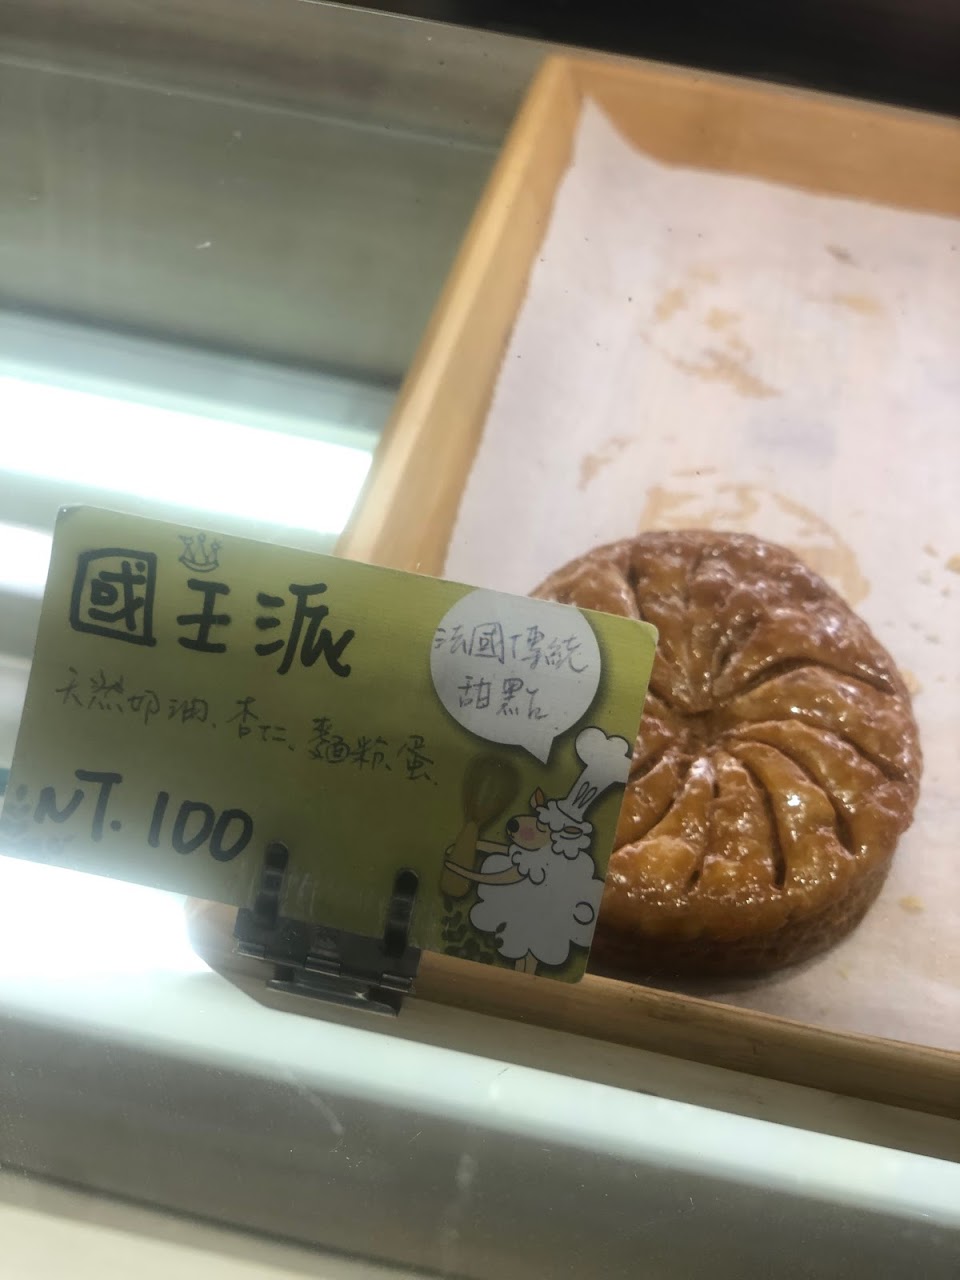 國王派
天然奶油、杏仁、麵粉、蛋
NT. 100
法國傳統
甜點